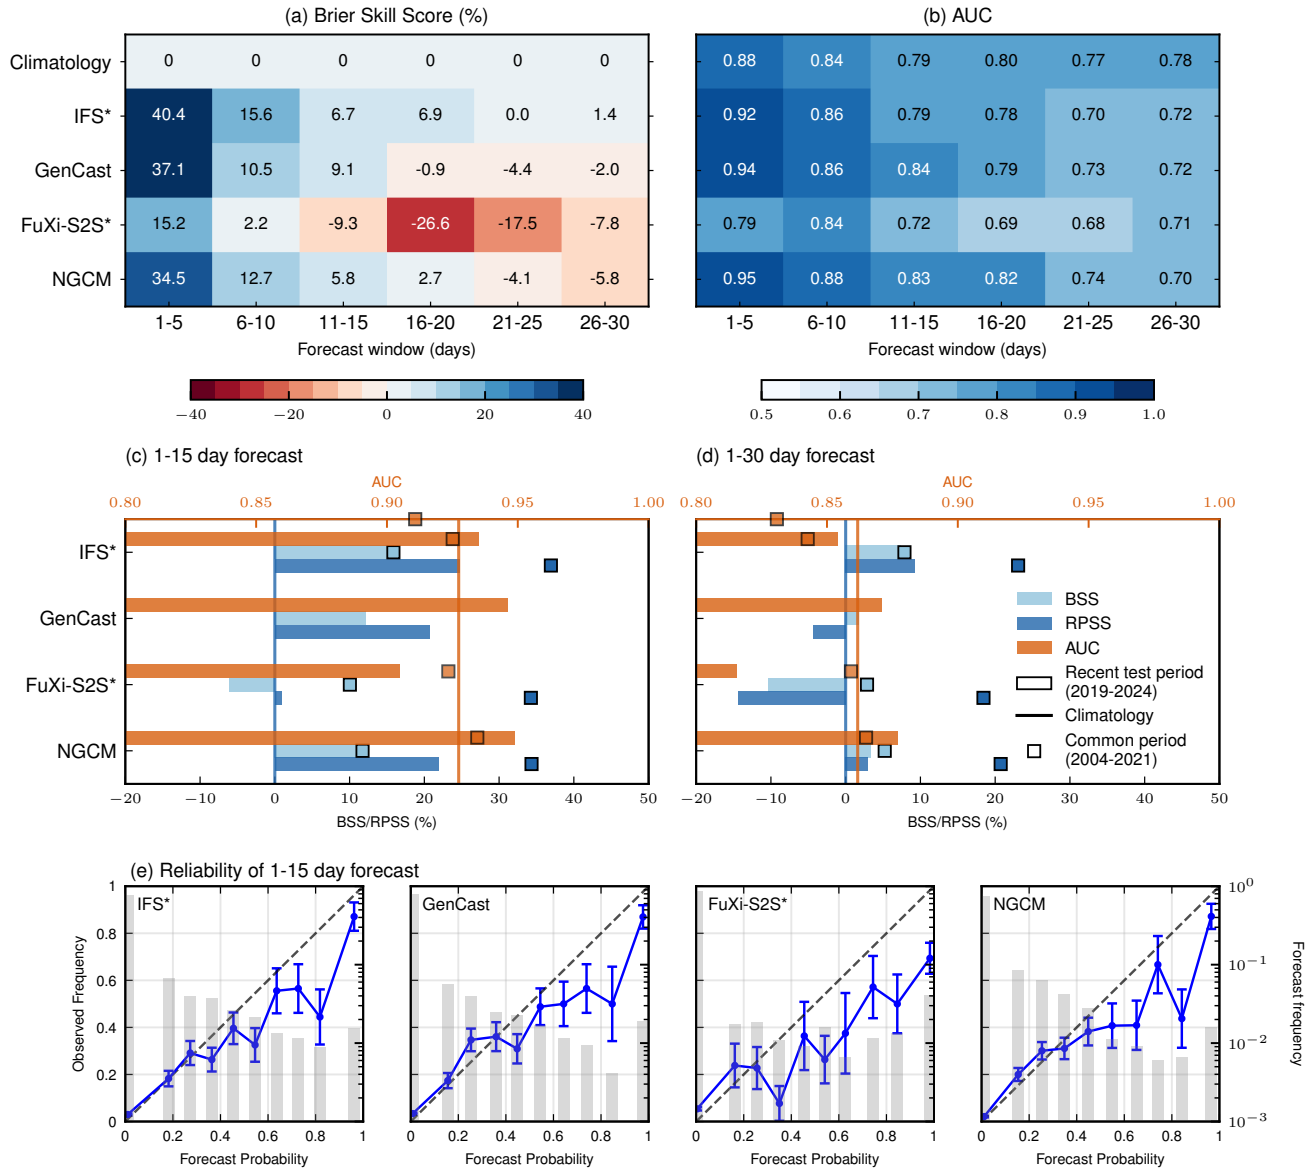 (a) Brier Skill Score (%)
Climatology 0 0 0 0 0 0
IFS* 40.4 15.6 6.7 6.9 0.0 1.4
GenCast 37.1 10.5 9.1 -0.9 -4.4 -2.0
FuXi-S2S* 15.2 2.2 -9.3 -26.6 -17.5 -7.8
NGCM 34.5 12.7 5.8 2.7 -4.1 -5.8
1-5 6-10 11-15 16-20 21-25 26-30
Forecast window (days)
−40 −20 0 20 40
(b) AUC
0.88 0.84 0.79 0.80 0.77 0.78
0.92 0.86 0.79 0.78 0.70 0.72
0.94 0.86 0.84 0.79 0.73 0.72
0.79 0.84 0.72 0.69 0.68 0.71
0.95 0.88 0.83 0.82 0.74 0.70
1-5 6-10 11-15 16-20 21-25 26-30
Forecast window (days)
0.5 0.6 0.7 0.8 0.9 1.0
(c) 1-15 day forecast
AUC
0.80 0.85 0.90 0.95 1.00
IFS*
GenCast
FuXi-S2S*
NGCM
−20 −10 0 10 20 30 40 50
BSS/RPSS (%)
(d) 1-30 day forecast
AUC
0.80 0.85 0.90 0.95 1.00
BSS
RPSS
AUC
Recent test period
(2019-2024)
Climatology
Common period
(2004-2021)
−20 −10 0 10 20 30 40 50
BSS/RPSS (%)
(e) Reliability of 1-15 day forecast
Observed Frequency
1
0.8
0.6
0.4
0.2
0
IFS*
0 0.2 0.4 0.6 0.8 1
Forecast Probability
GenCast
0 0.2 0.4 0.6 0.8 1
Forecast Probability
FuXi-S2S*
0 0.2 0.4 0.6 0.8 1
Forecast Probability
NGCM
0 0.2 0.4 0.6 0.8 1
Forecast Probability
10⁰
10⁻¹
10⁻²
10⁻³
Forecast frequency